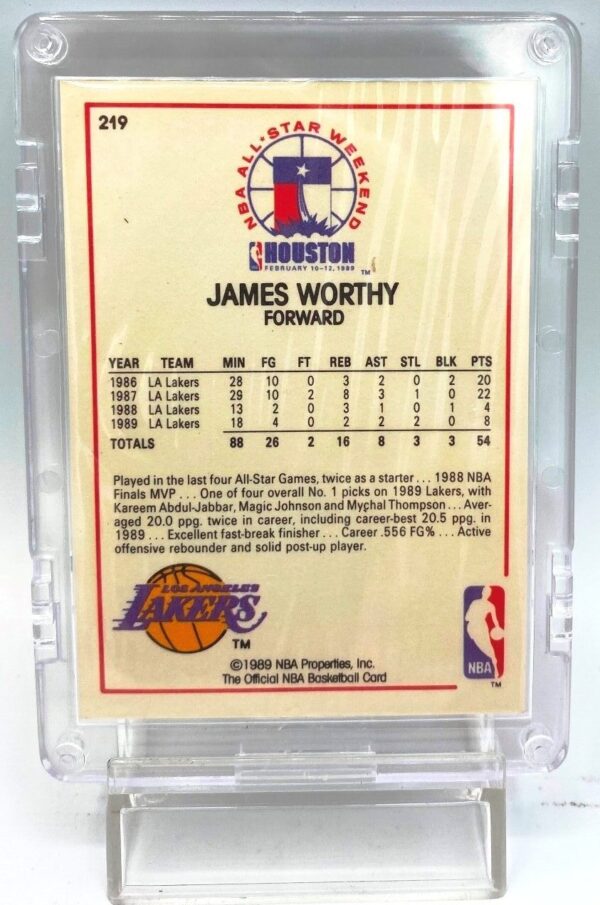 219
NBA ALL★STAR WEEKEND
HOUSTON
FEBRUARY 10-12, 1989 TM
JAMES WORTHY
FORWARD
YEAR TEAM MIN FG FT REB AST STL BLK PTS
1986 LA Lakers 28 10 0 3 2 0 2 20
1987 LA Lakers 29 10 2 8 3 1 0 22
1988 LA Lakers 13 2 0 3 1 0 1 4
1989 LA Lakers 18 4 0 2 2 2 0 8
TOTALS 88 26 2 16 8 3 3 54
Played in the last four All-Star Games, twice as a starter . . . 1988 NBA
Finals MVP . . . One of four overall No. 1 picks on 1989 Lakers, with
Kareem Abdul-Jabbar, Magic Johnson and Mychal Thompson . . . Aver-
aged 20.0 ppg. twice in career, including career-best 20.5 ppg. in
1989 . . . Excellent fast-break finisher . . . Career .556 FG% . . . Active
offensive rebounder and solid post-up player.
LOS ANGELES
LAKERS
TM
©1989 NBA Properties, Inc.
The Official NBA Basketball Card
NBA
TM